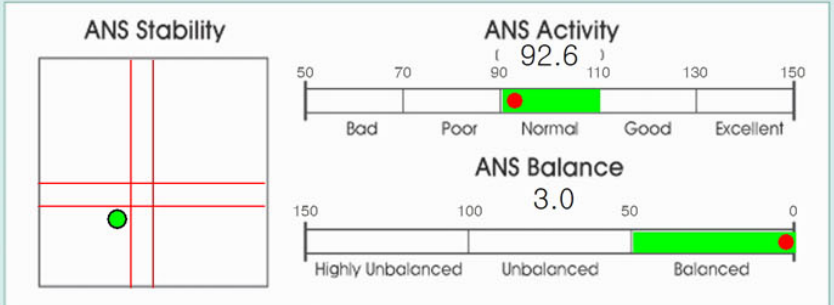 ANS Stability
ANS Activity
( 92.6 )
50 70 90 110 130 150
Bad Poor Normal Good Excellent
ANS Balance
3.0
150 100 50 0
Highly Unbalanced Unbalanced Balanced